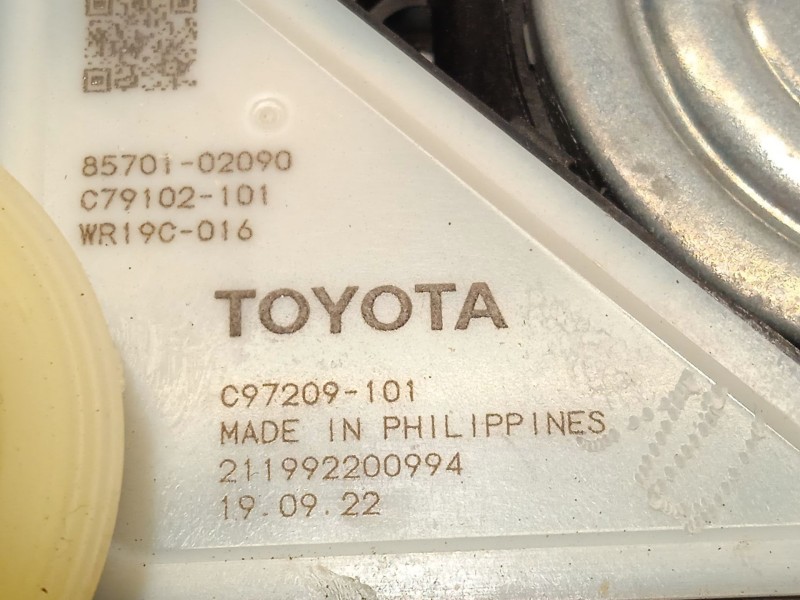 85701-02090
C79102-101
WR19C-016
TOYOTA
C97209-101
MADE IN PHILIPPINES
211992200994
19.09.22